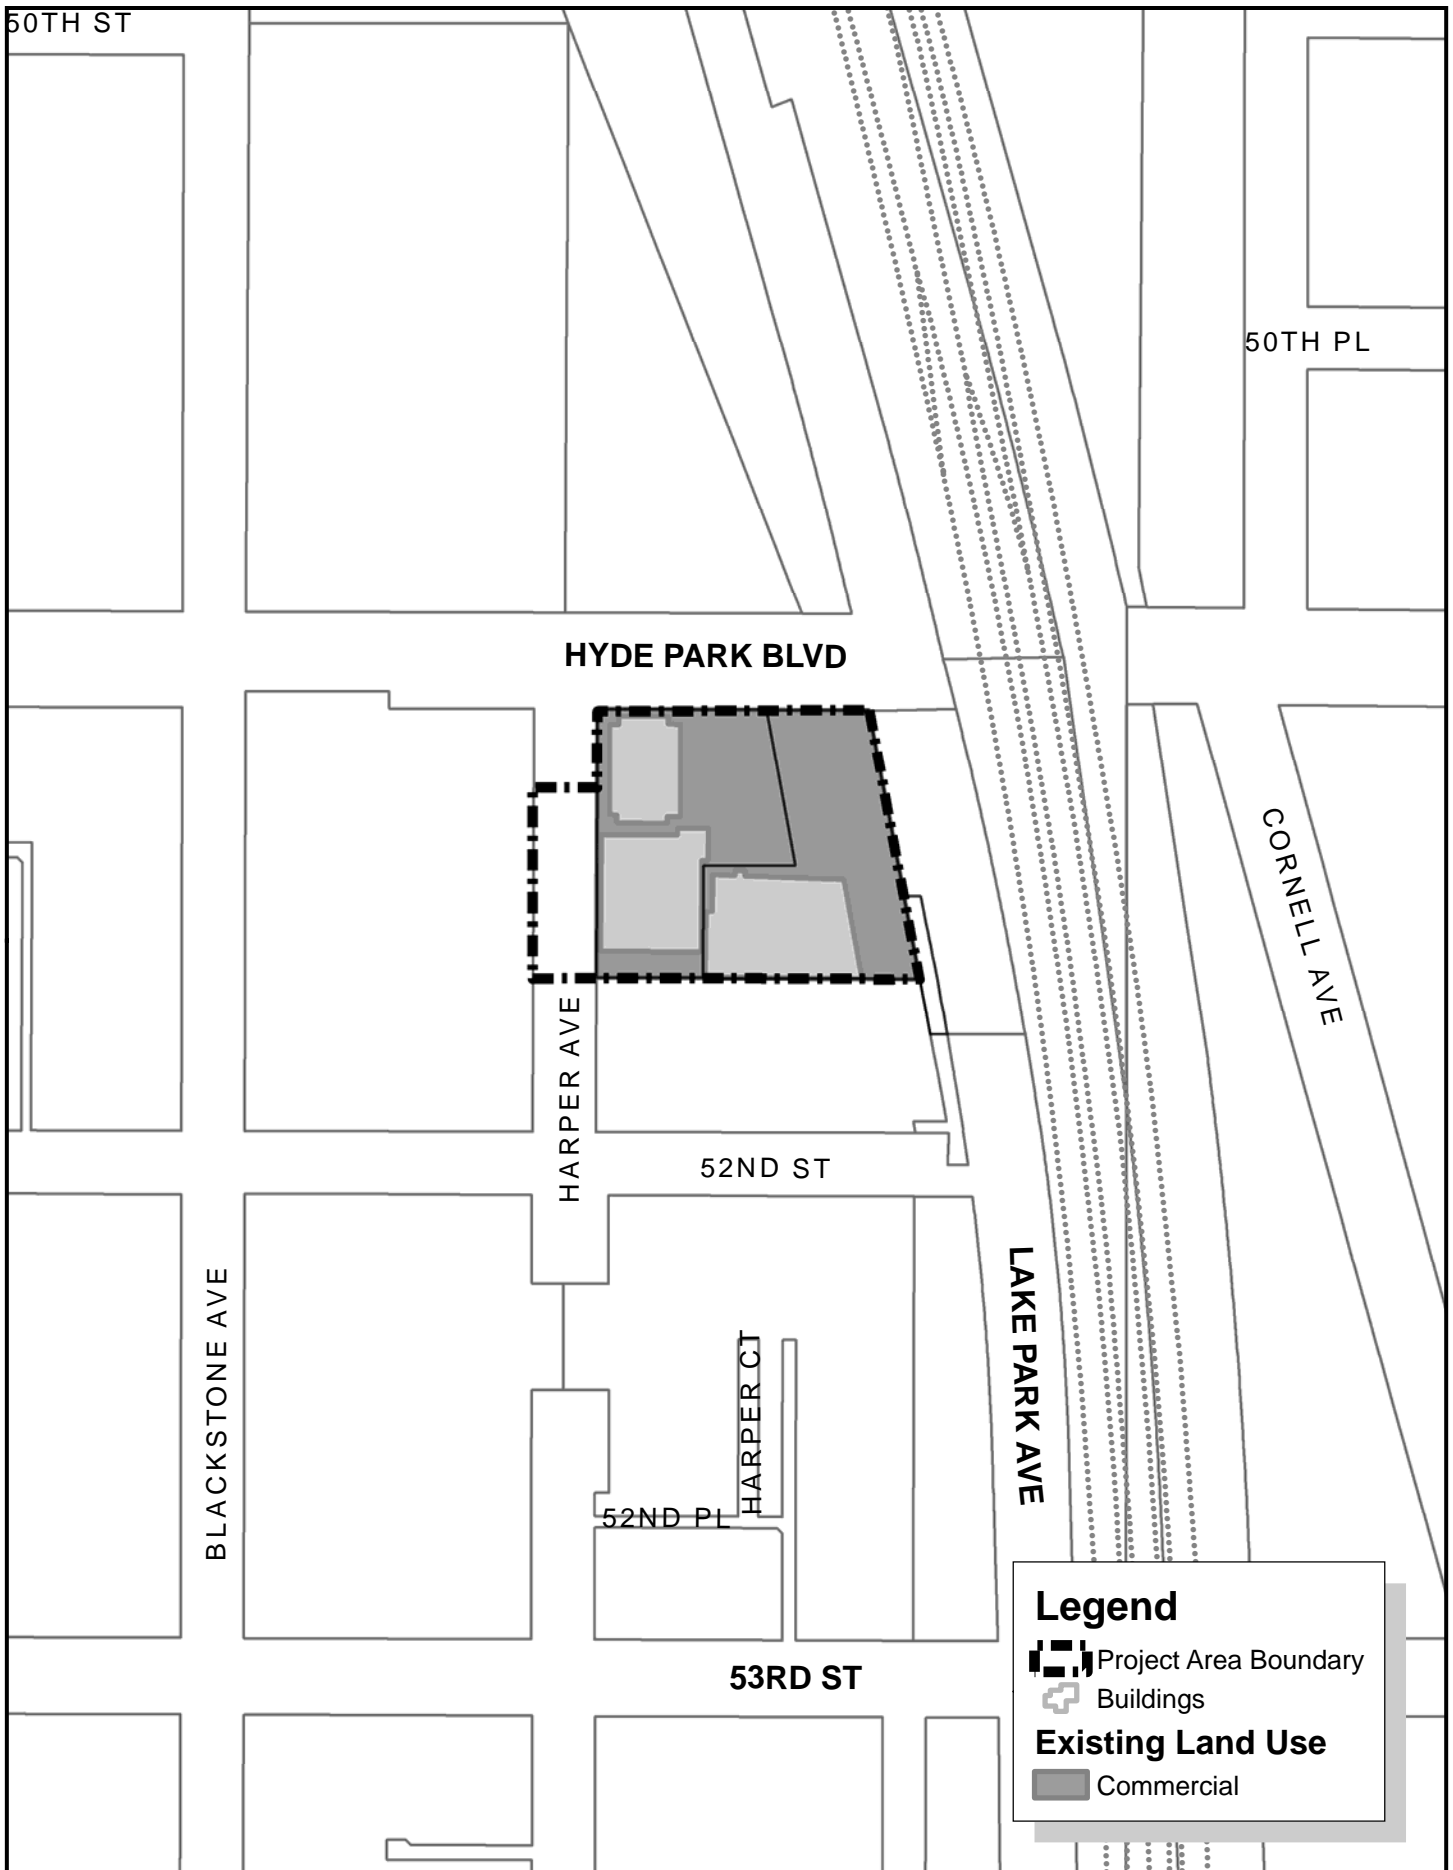 50TH ST
50TH PL
HYDE PARK BLVD
CORNELL AVE
HARPER AVE
52ND ST
BLACKSTONE AVE
HARPER CT
LAKE PARK AVE
52ND PL
53RD ST
Legend
Project Area Boundary
Buildings
Existing Land Use
Commercial